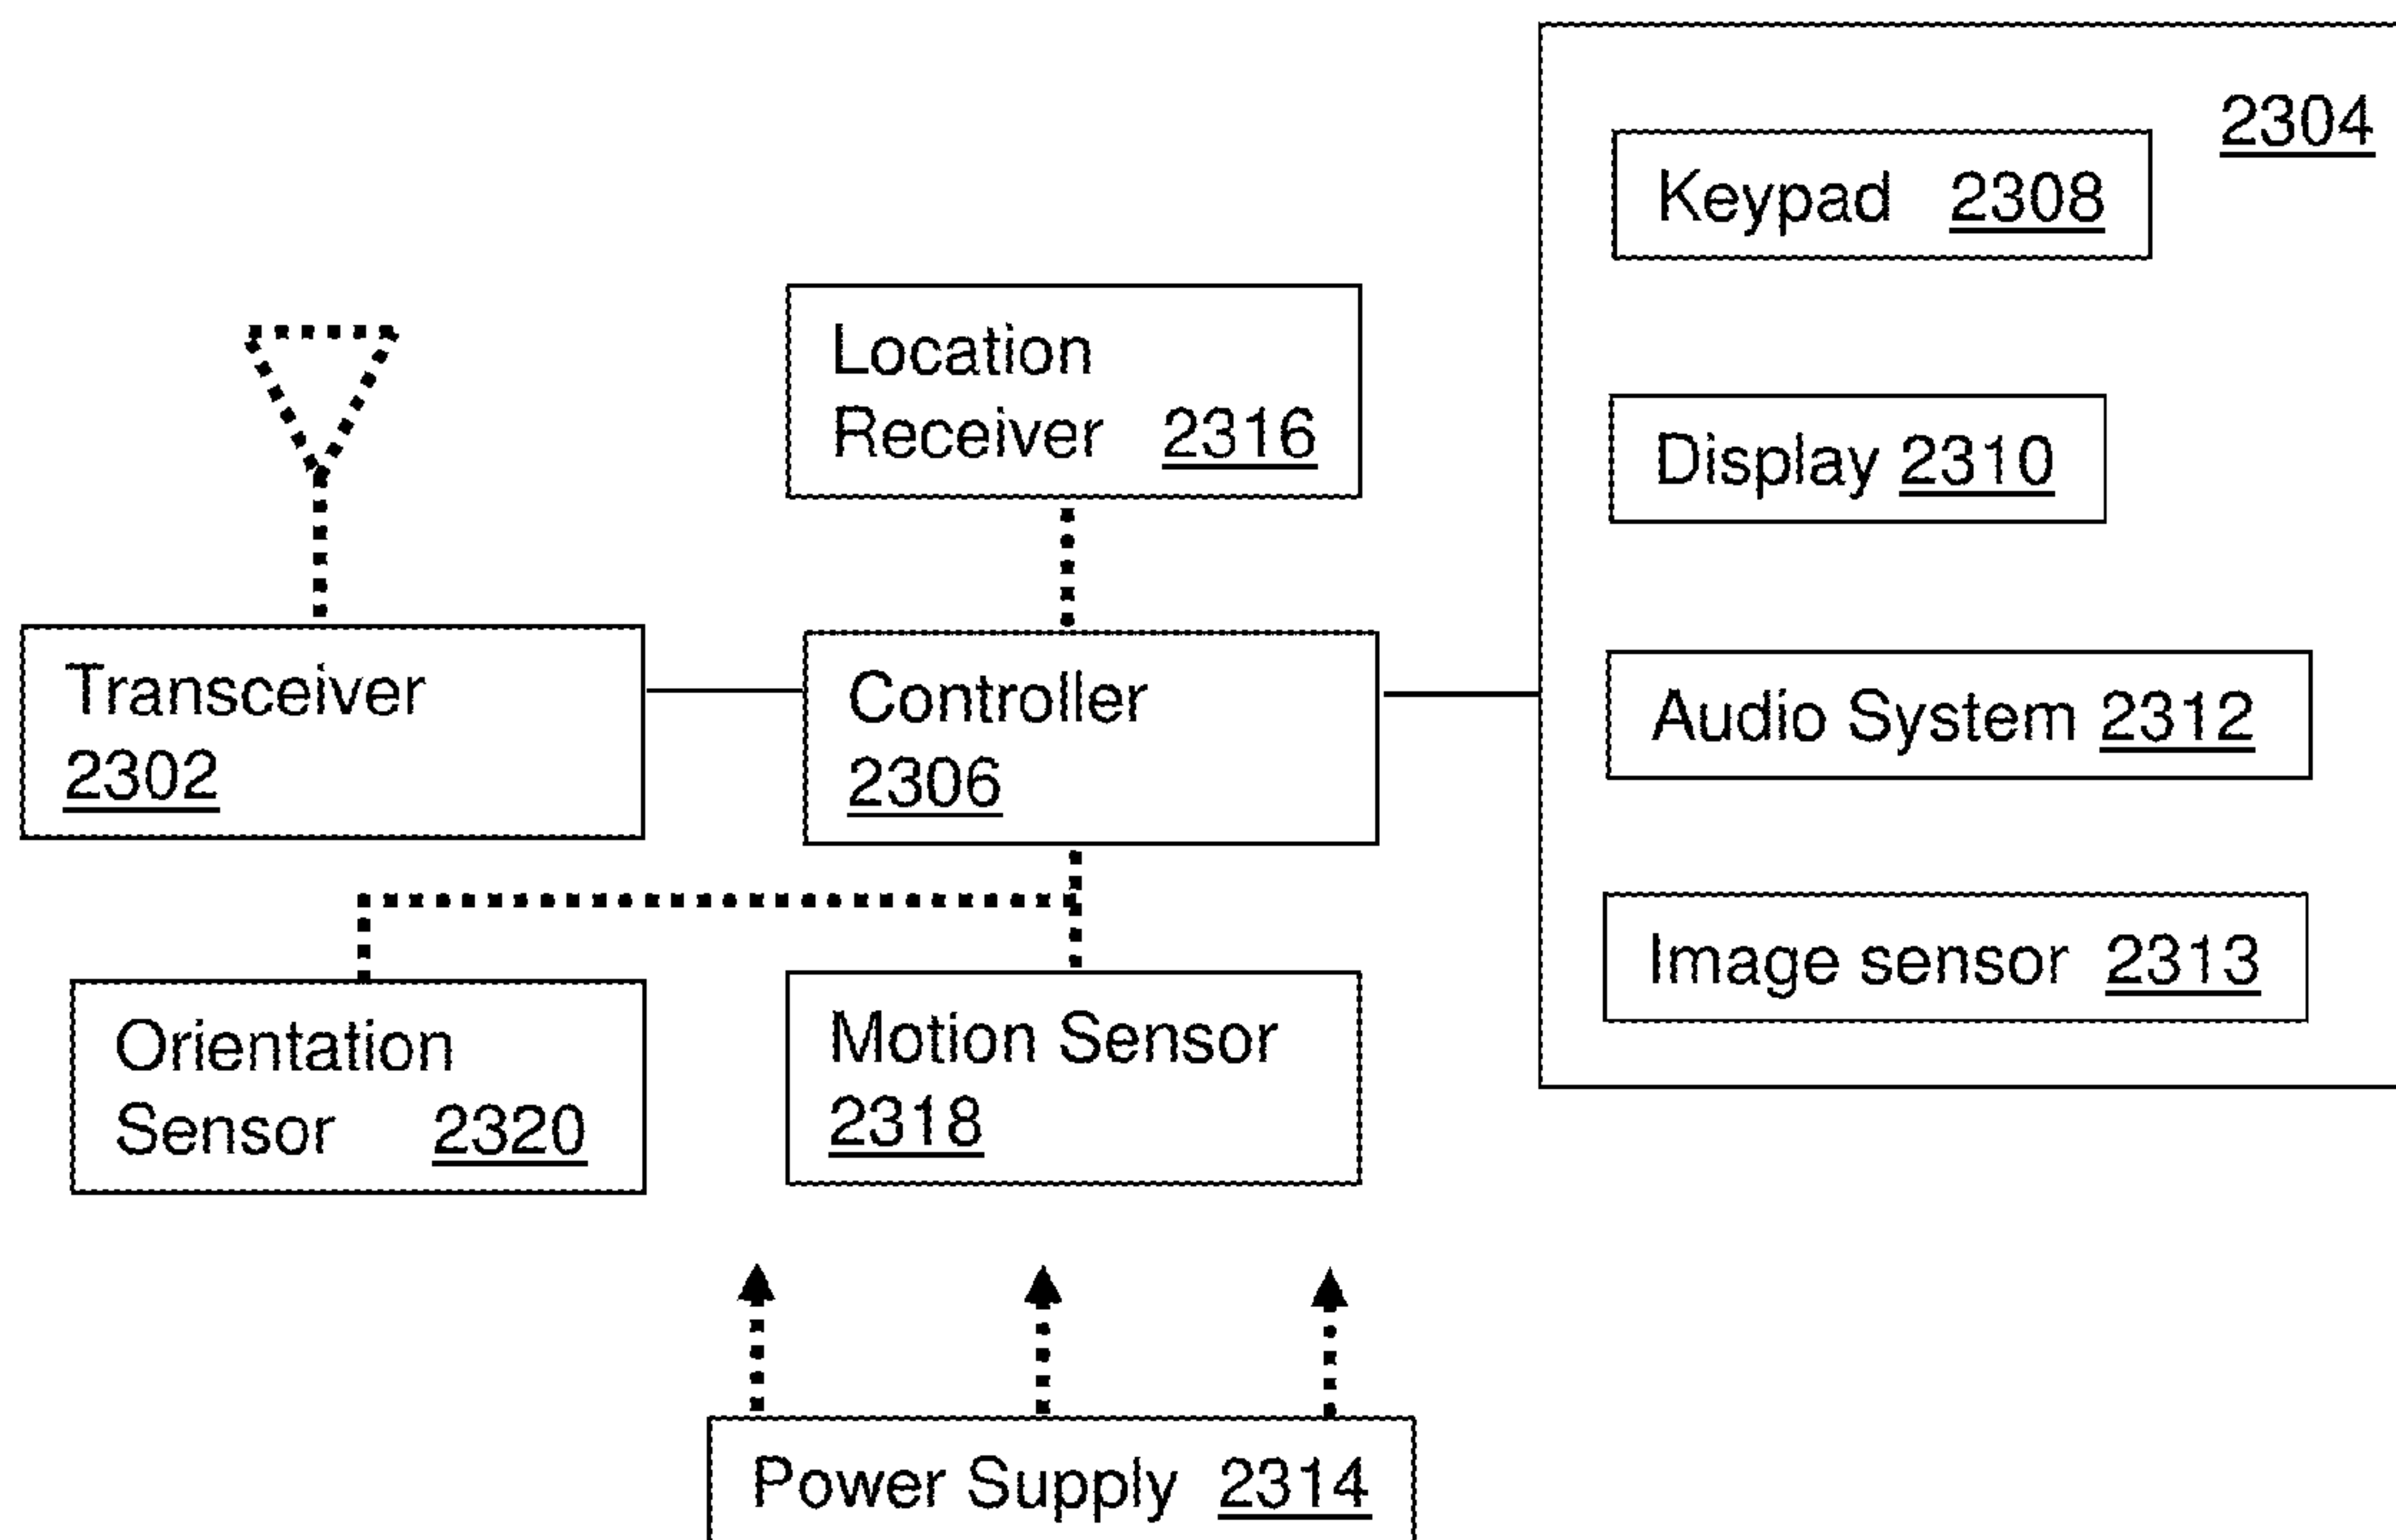 2304
Keypad 2308
Location
Receiver 2316
Display 2310
Transceiver
2302
Controller
2306
Audio System 2312
Image sensor 2313
Orientation
Sensor 2320
Motion Sensor
2318
Power Supply 2314